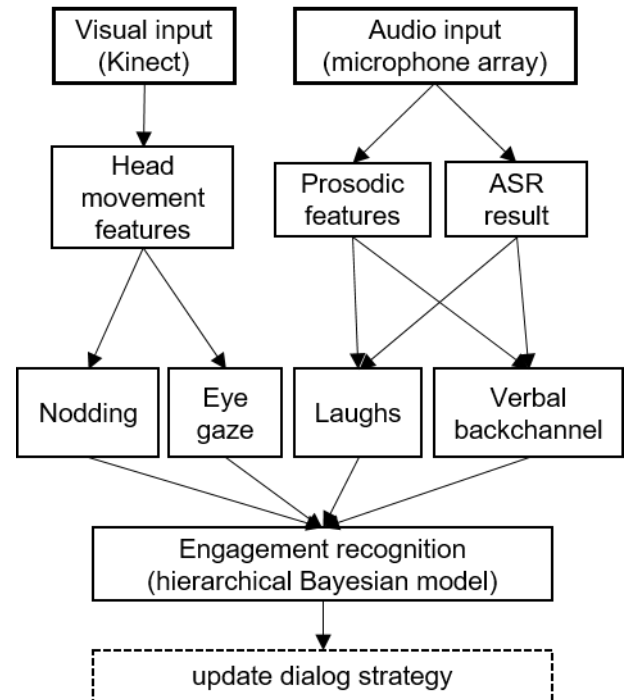 Visual input
(Kinect)
Audio input
(microphone array)
Head
movement
features
Prosodic
features
ASR
result
Nodding
Eye
gaze
Laughs
Verbal
backchannel
Engagement recognition
(hierarchical Bayesian model)
update dialog strategy